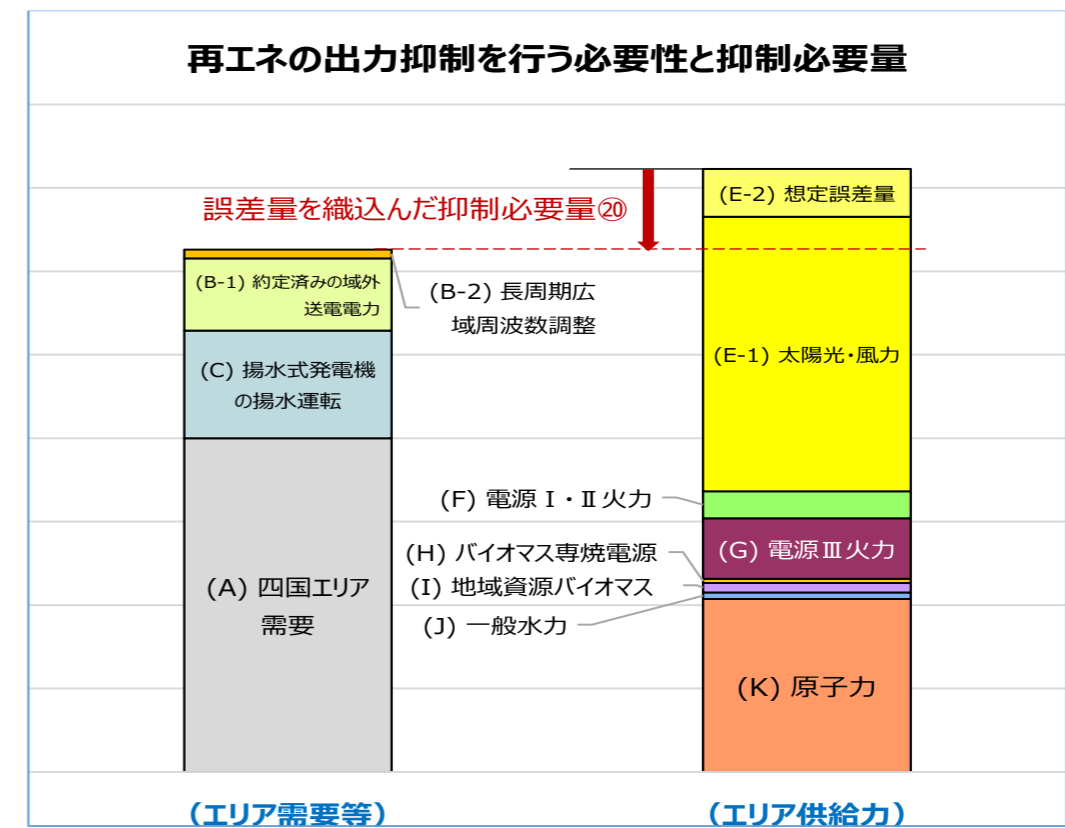 再エネの出力抑制を行う必要性と抑制必要量
誤差量を織込んだ抑制必要量⑳
(B-1) 約定済みの域外
送電電力
(B-2) 長周期広
域周波数調整
(C) 揚水式発電機
の揚水運転
(A) 四国エリア
需要
(E-2) 想定誤差量
(E-1) 太陽光・風力
(F) 電源Ⅰ・Ⅱ火力
(G) 電源Ⅲ火力
(H) バイオマス専焼電源
(I) 地域資源バイオマス
(J) 一般水力
(K) 原子力
(エリア需要等)
(エリア供給力)